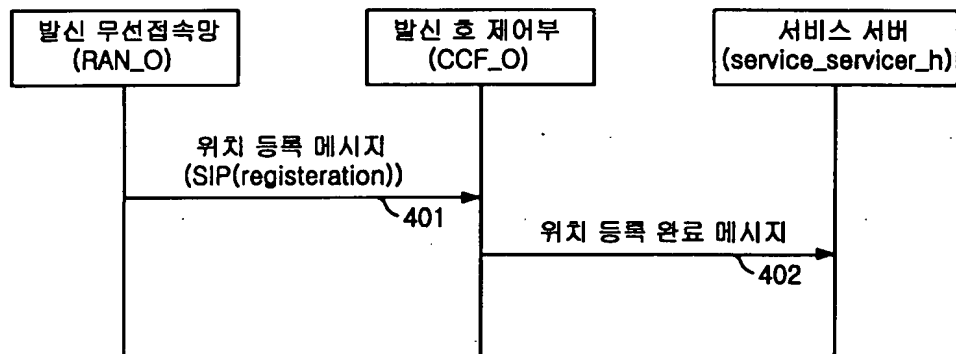 발신 무선접속망
(RAN_O)
발신 호 제어부
(CCF_O)
서비스 서버
(service_servicer_h)
위치 등록 메시지
(SIP(registeration))
401
위치 등록 완료 메시지
402